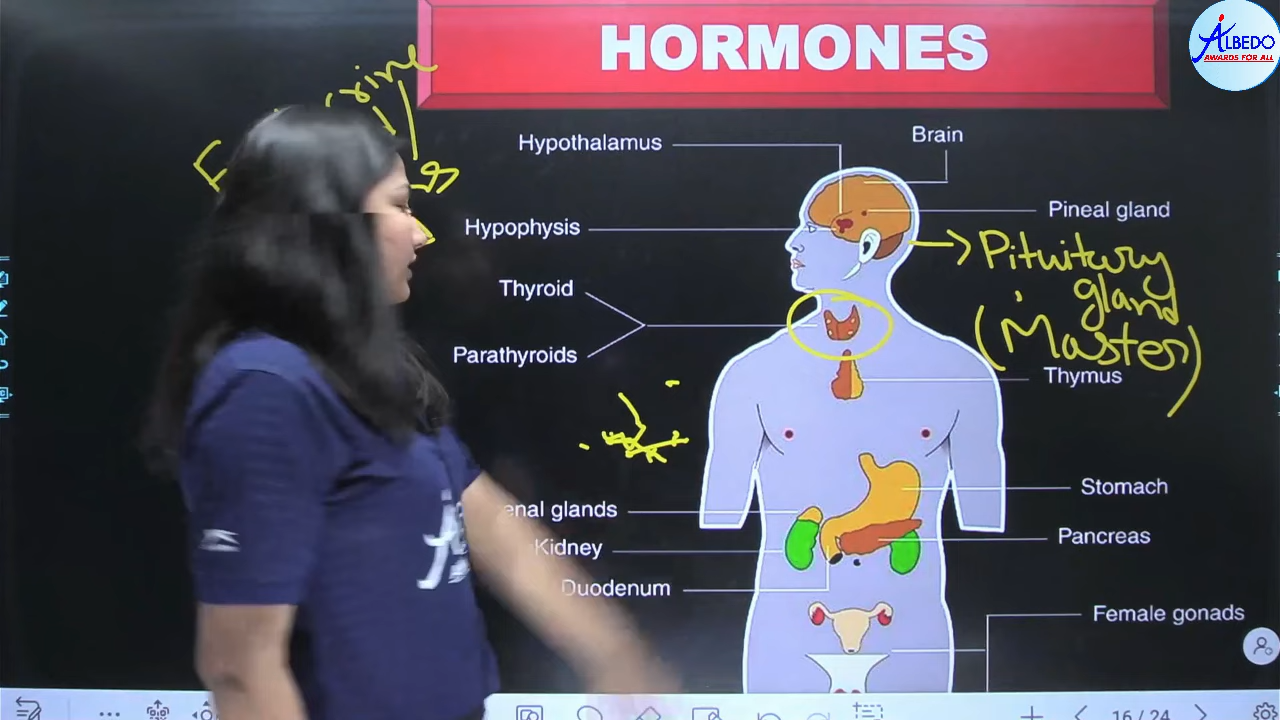 HORMONES
ALBEDO
AWARDS FOR ALL
Hypothalamus
Brain
Pineal gland
Hypophysis
Pituitary
gland
(Master)
Thyroid
Parathyroids
Thymus
Stomach
enal glands
Pancreas
Kidney
Duodenum
Female gonads
16 / 24